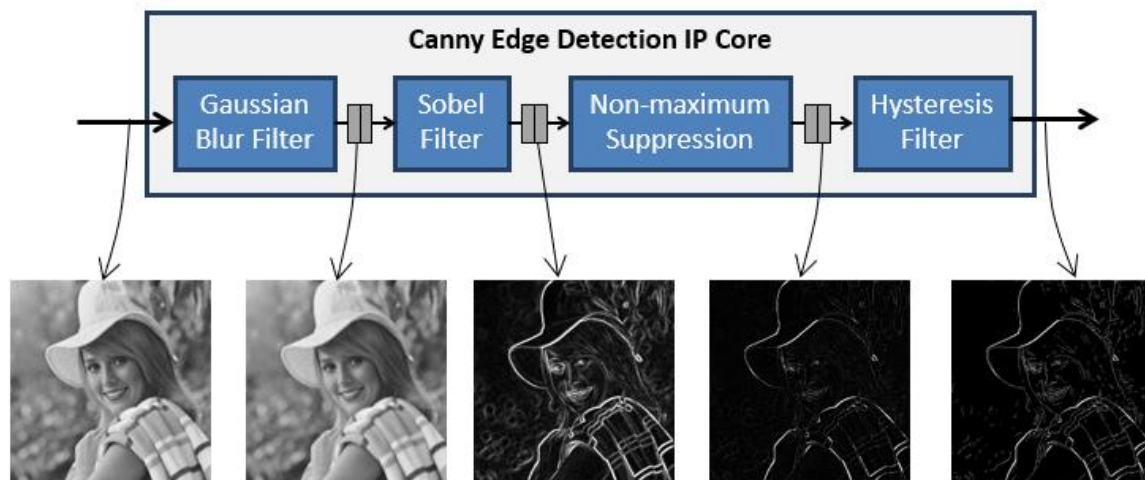 Canny Edge Detection IP Core
Gaussian
Blur Filter
Sobel
Filter
Non-maximum
Suppression
Hysteresis
Filter